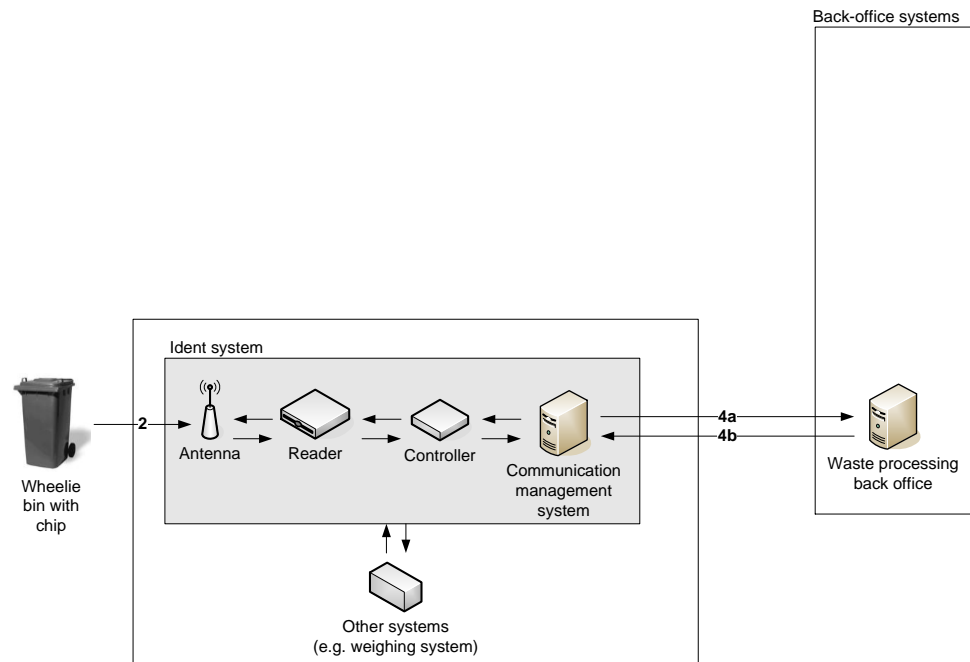 Back-office systems
Ident system
2
4a
4b
Antenna
Reader
Controller
Communication
management
system
Waste processing
back office
Wheelie
bin with
chip
Other systems
(e.g. weighing system)